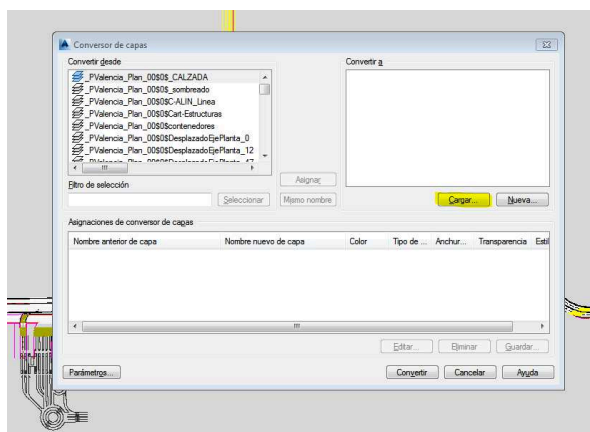 Conversor de capas
Convertir desde
_PValencia_Plan_00$0$_CALZADA
_PValencia_Plan_00$0$_sombreado
_PValencia_Plan_00$0$C-ALIN_Linea
_PValencia_Plan_00$0$Cart-Estructuras
_PValencia_Plan_00$0$contenedores
_PValencia_Plan_00$0$DesplazadoEjePlanta_0
_PValencia_Plan_00$0$DesplazadoEjePlanta_12
Convertir a
Filtro de selección
Seleccionar
Asignar
Mismo nombre
Cargar...
Nueva...
Asignaciones de conversor de capas
Nombre anterior de capa Nombre nuevo de capa Color Tipo de ... Anchur... Transparencia Estil
Editar...
Eliminar
Guardar...
Parámetros...
Convertir
Cancelar
Ayuda